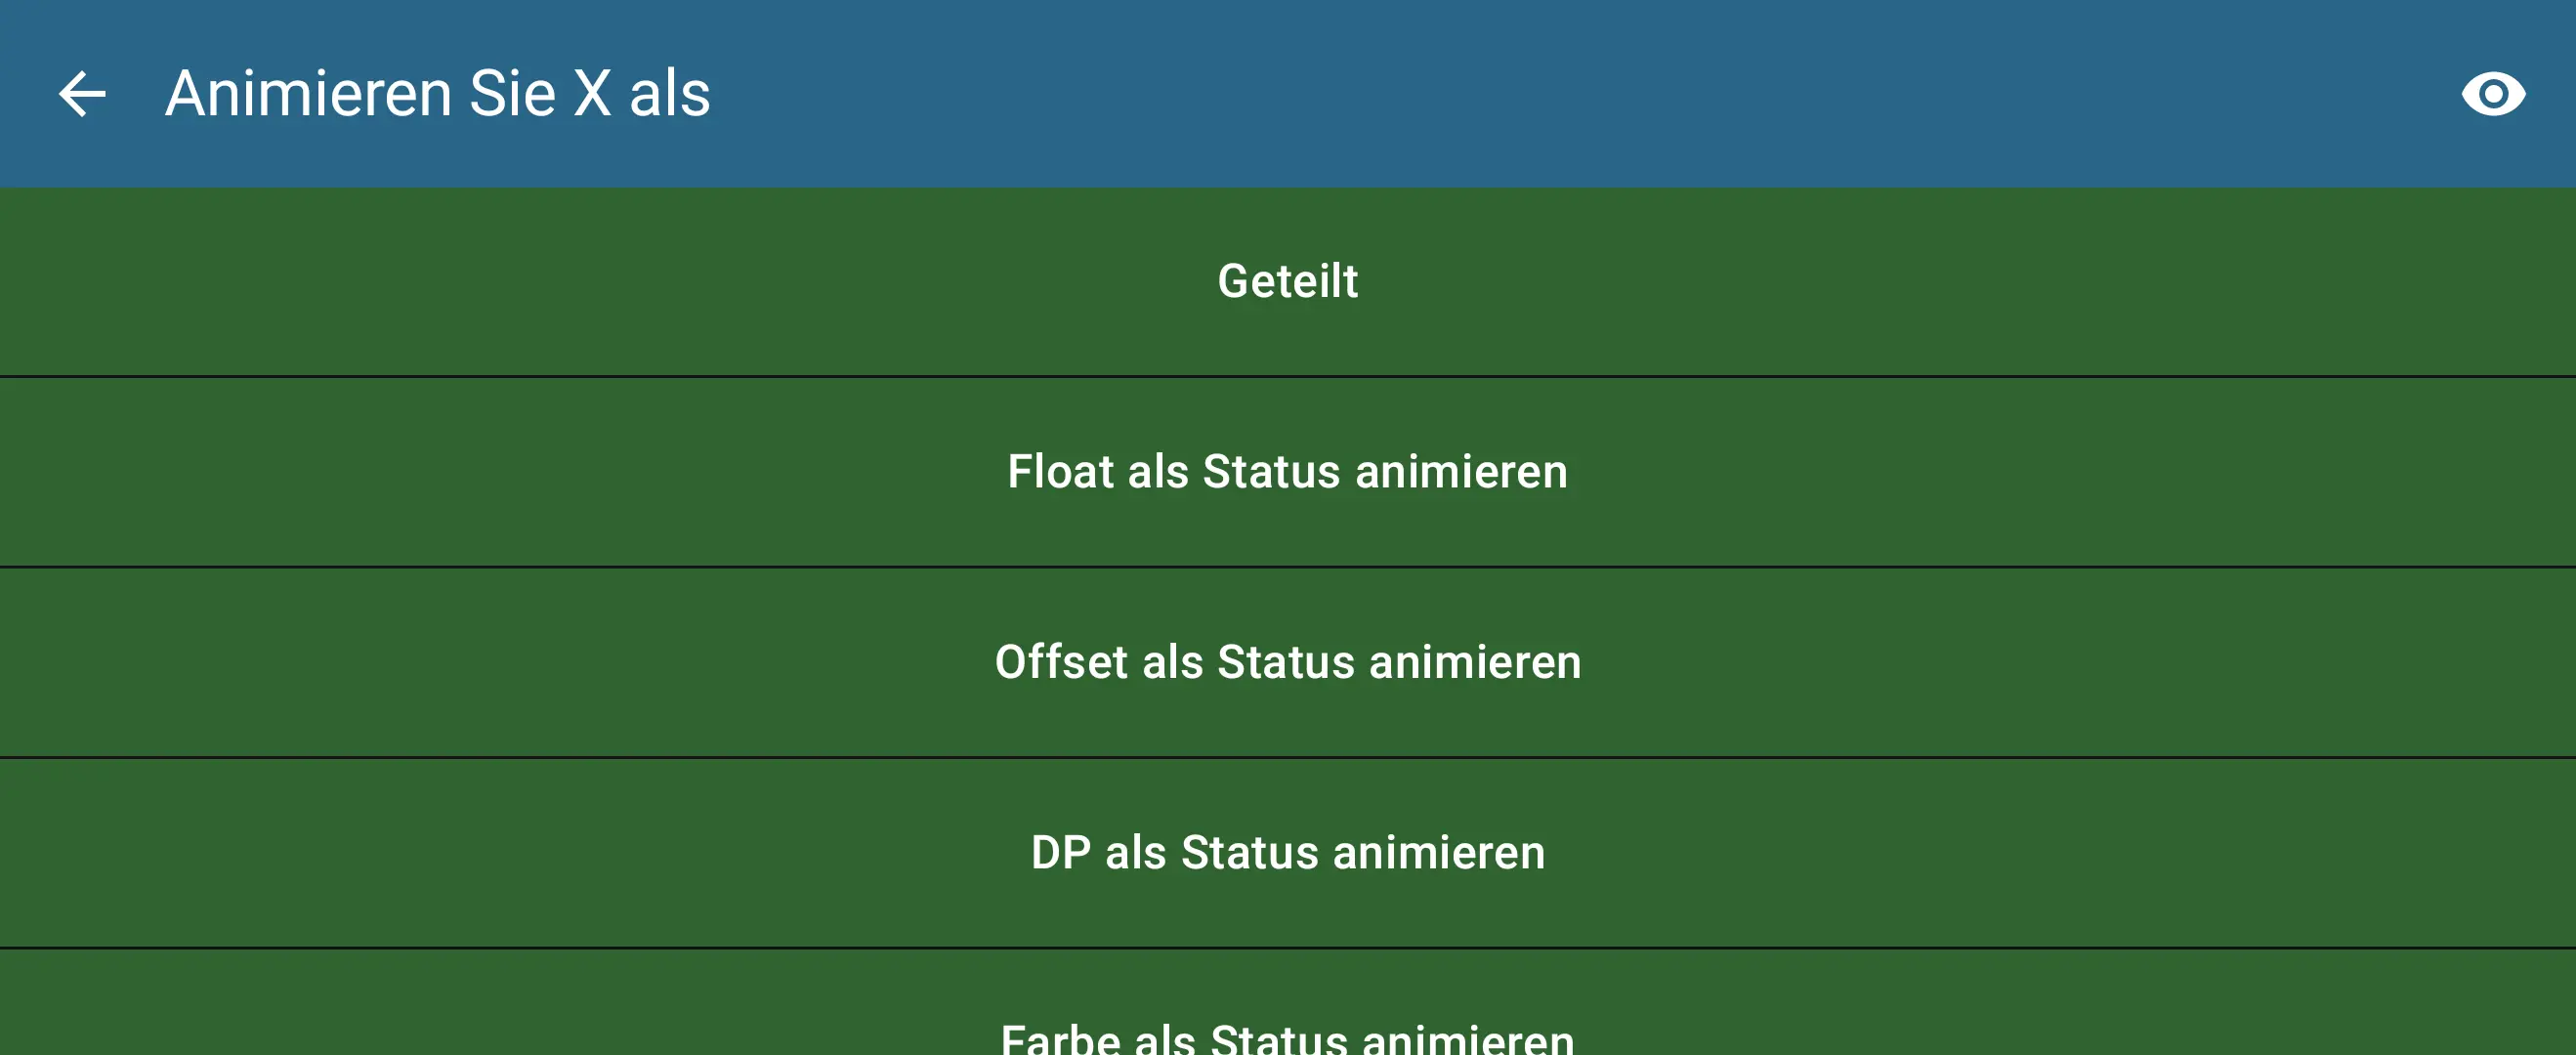 Animieren Sie X als
Geteilt
Float als Status animieren
Offset als Status animieren
DP als Status animieren
Farbe als Status animieren